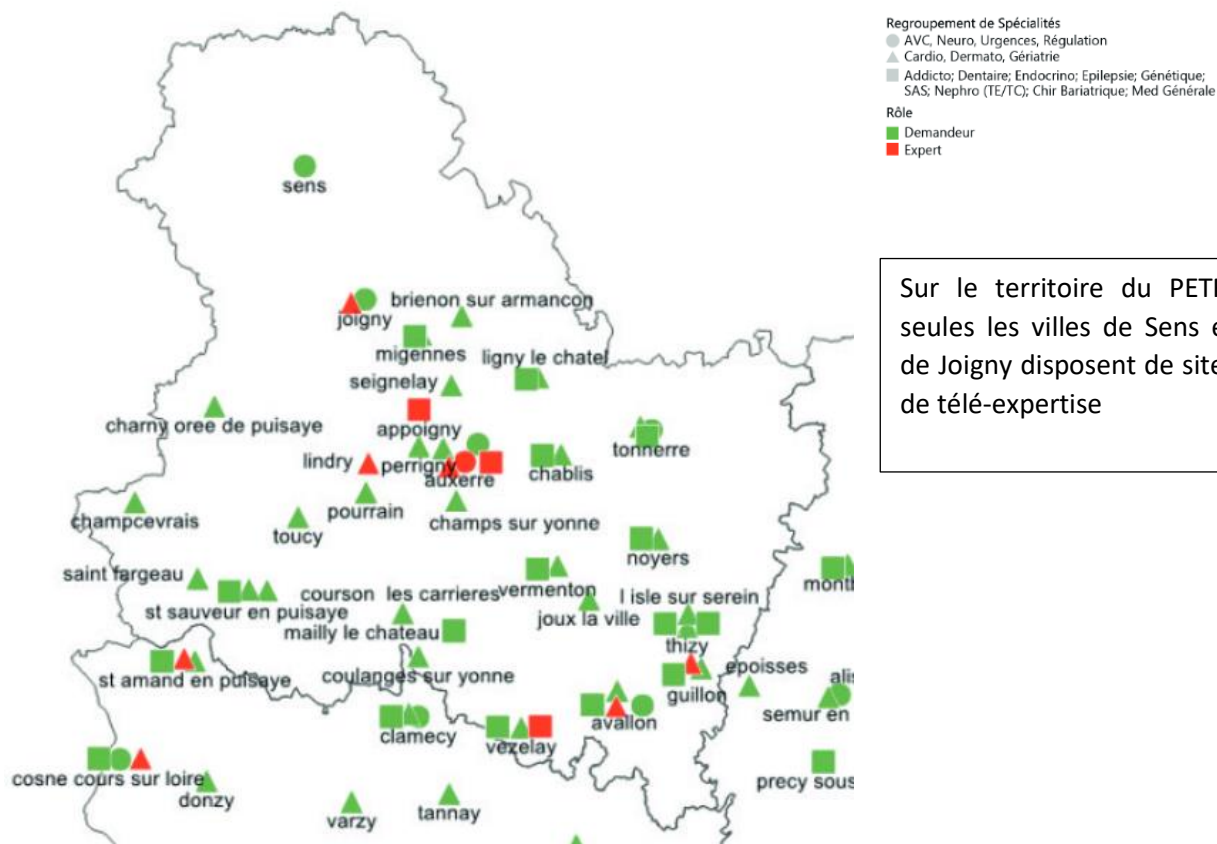 Regroupement de Spécialités
AVC, Neuro, Urgences, Régulation
Cardio, Dermato, Gériatrie
Addicto; Dentaire; Endocrino; Epilepsie; Génétique;
SAS; Nephro (TE/TC); Chir Bariatrique; Med Générale
Rôle
Demandeur
Expert
sens
brienon sur armancon
joigny
migennes
ligny le chatel
seignelay
charny oree de puisaye
appoigny
tonnerre
lindry
perrigny
auxerre
chablis
pourrain
champcevrais
toucy
champs sur yonne
noyers
saint fargeau
courson les carrieres
vermenton
l isle sur serein
st sauveur en puisaye
joux la ville
mailly le chateau
thizy
st amand en puisaye
coulanges sur yonne
guillon
epoisses
semur en
clamecy
vezelay
avallon
cosne cours sur loire
donzy
precy sous
varzy
tannay
Sur le territoire du
seules les villes de Sens
de Joigny disposent de
de télé-expertise